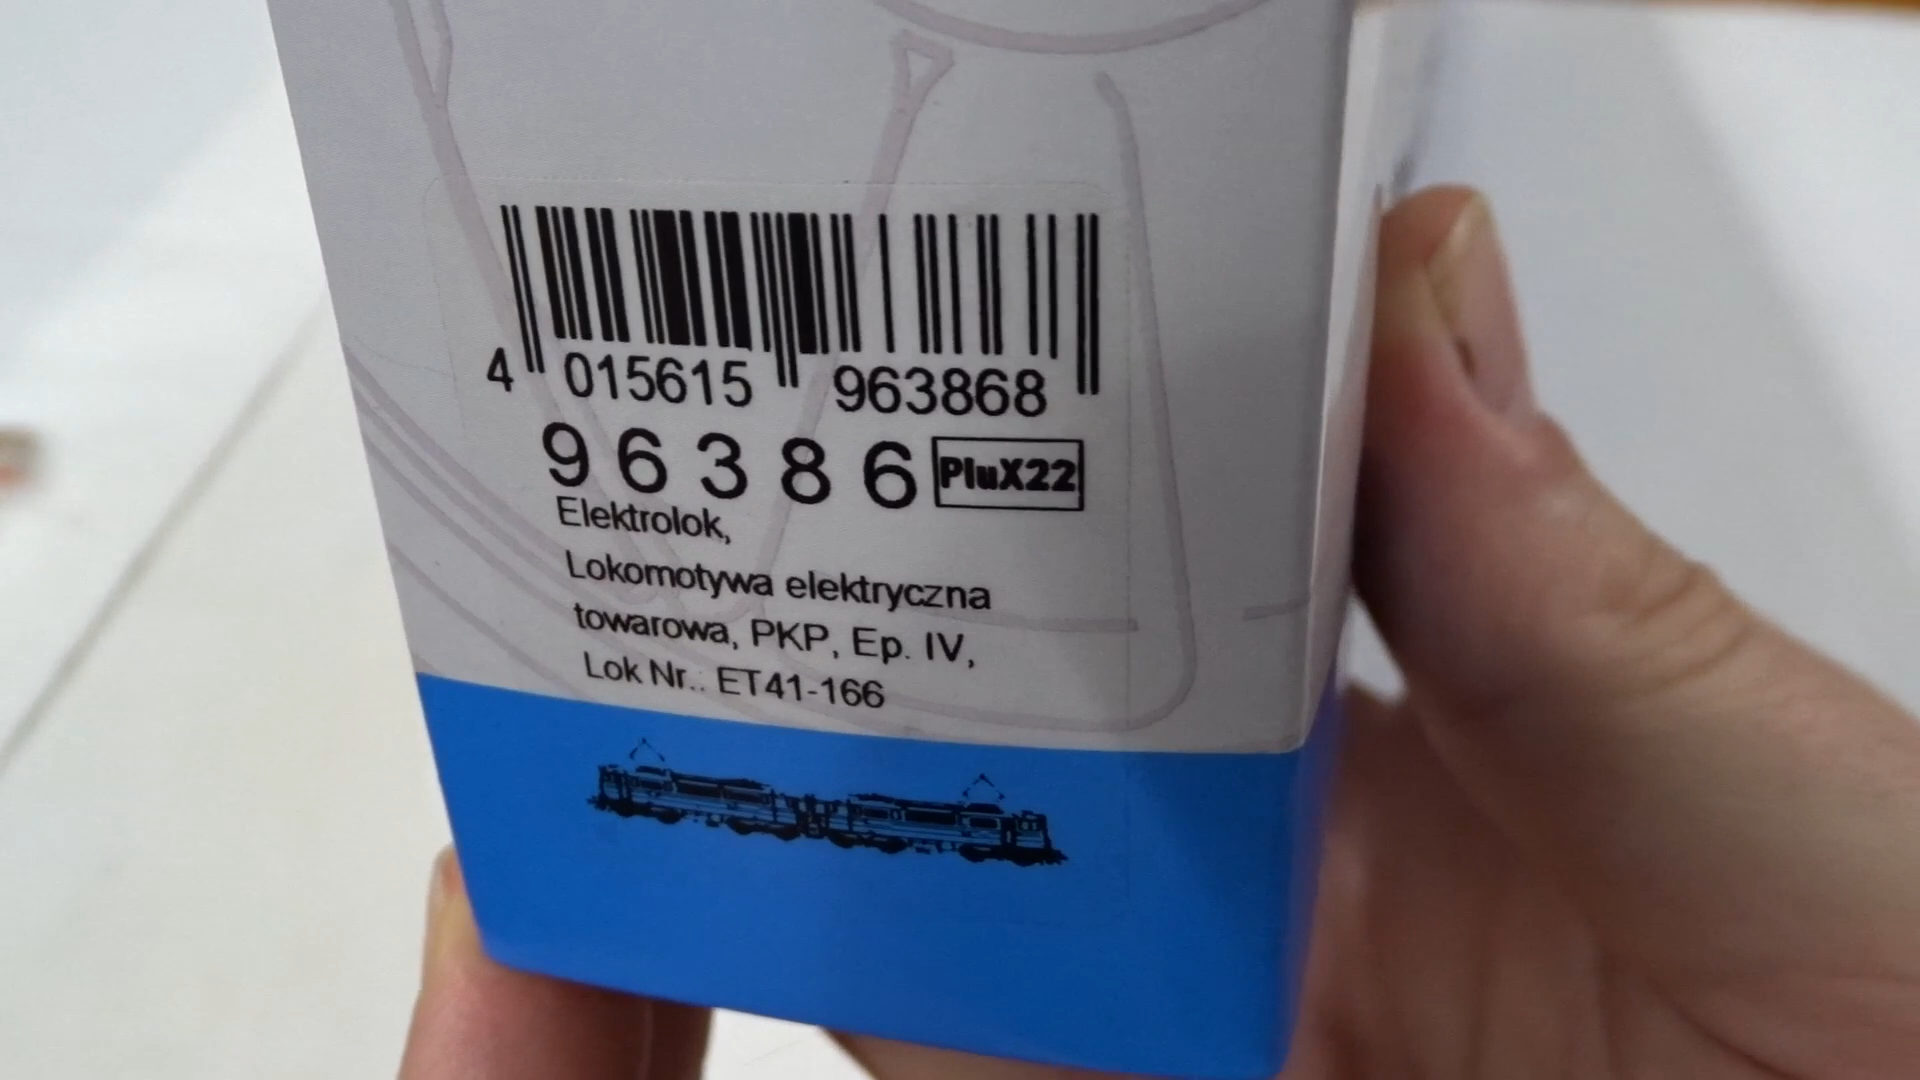 4 015615 963868
96386 PluX22
Elektrolok,
Lokomotywa elektryczna
towarowa, PKP, Ep. IV,
Lok Nr.: ET41-166